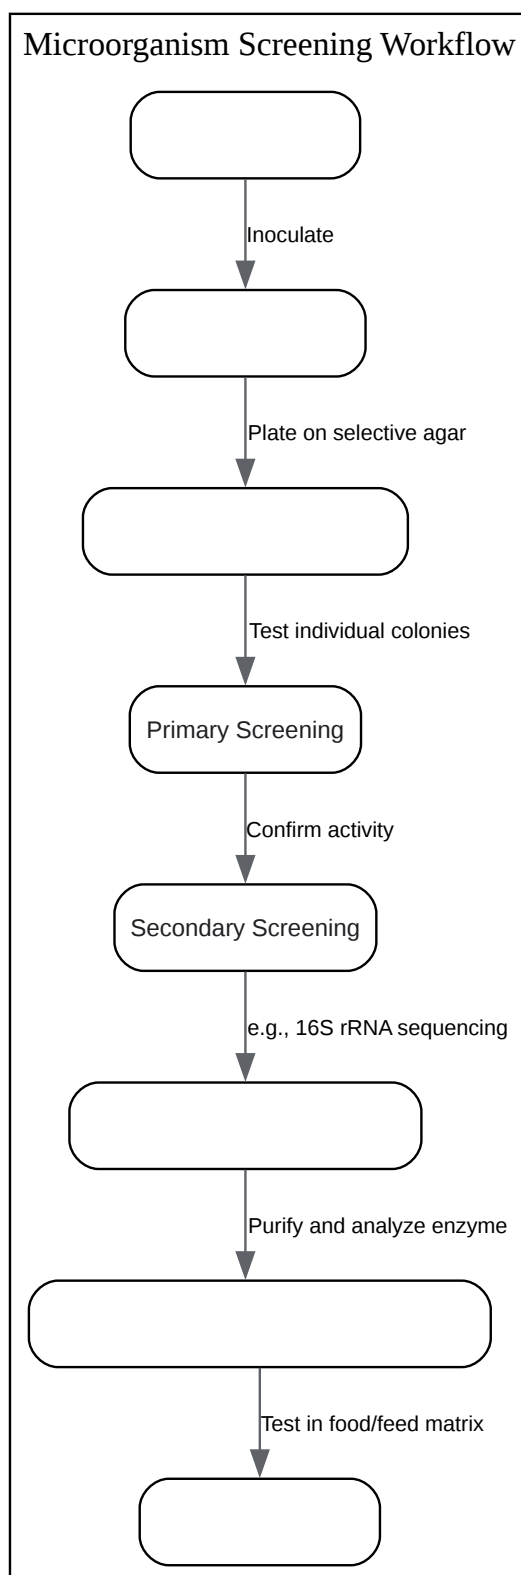 Microorganism Screening Workflow
Inoculate
Plate on selective agar
Test individual colonies
Primary Screening
Confirm activity
Secondary Screening
e.g., 16S rRNA sequencing
Purify and analyze enzyme
Test in food/feed matrix